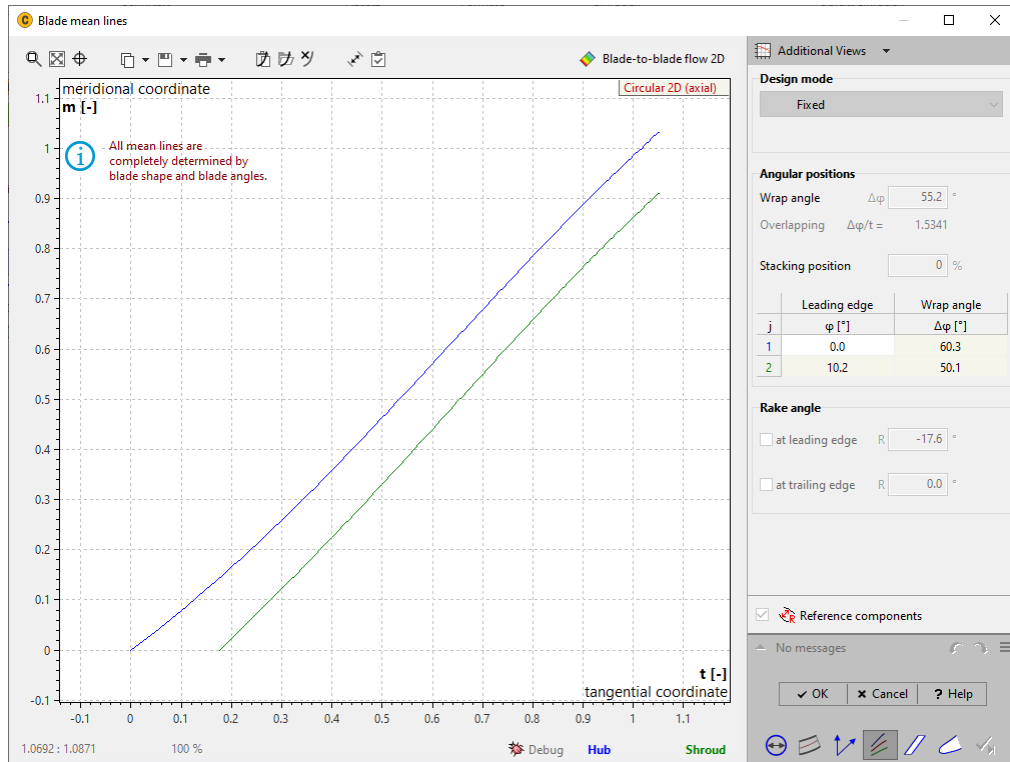 Blade mean lines
Blade-to-blade flow 2D
meridional coordinate
m [-]
Circular 2D (axial)
All mean lines are
completely determined by
blade shape and blade angles.
1.1
1
0.9
0.8
0.7
0.6
0.5
0.4
0.3
0.2
0.1
0
-0.1
t [-]
tangential coordinate
-0.1 0 0.1 0.2 0.3 0.4 0.5 0.6 0.7 0.8 0.9 1 1.1
1.0692 : 1.0871 100 % Debug Hub Shroud
Additional Views
Design mode
Fixed
Angular positions
Wrap angle Δφ 55.2 °
Overlapping Δφ/t = 1.5341
Stacking position 0 %
Leading edge Wrap angle
j φ [°] Δφ [°]
1 0.0 60.3
2 10.2 50.1
Rake angle
at leading edge R -17.6 °
at trailing edge R 0.0 °
Reference components
No messages
OK Cancel ? Help